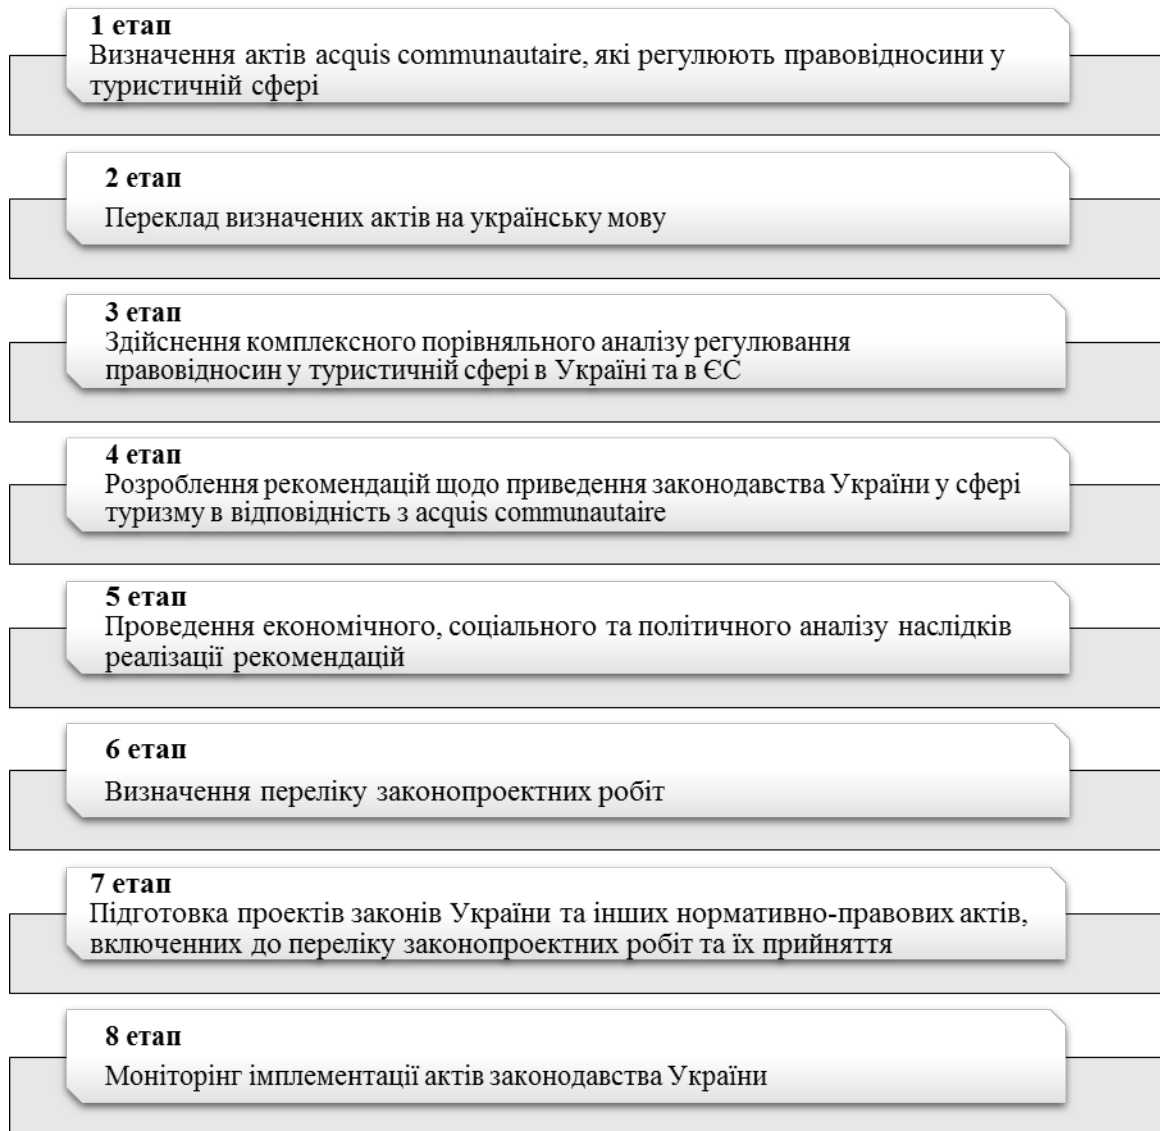 1 етап
Визначення актів acquis communautaire, які регулюють правовідносини у
туристичній сфері
2 етап
Переклад визначених актів на українську мову
3 етап
Здійснення комплексного порівняльного аналізу регулювання
правовідносин у туристичній сфері в Україні та в ЄС
4 етап
Розроблення рекомендацій щодо приведення законодавства України у сфері
туризму в відповідність з acquis communautaire
5 етап
Проведення економічного, соціального та політичного аналізу наслідків
реалізації рекомендацій
6 етап
Визначення переліку законопроектних робіт
7 етап
Підготовка проектів законів України та інших нормативно-правових актів,
включенних до переліку законопроектних робіт та їх прийняття
8 етап
Моніторінг імплементації актів законодавства України